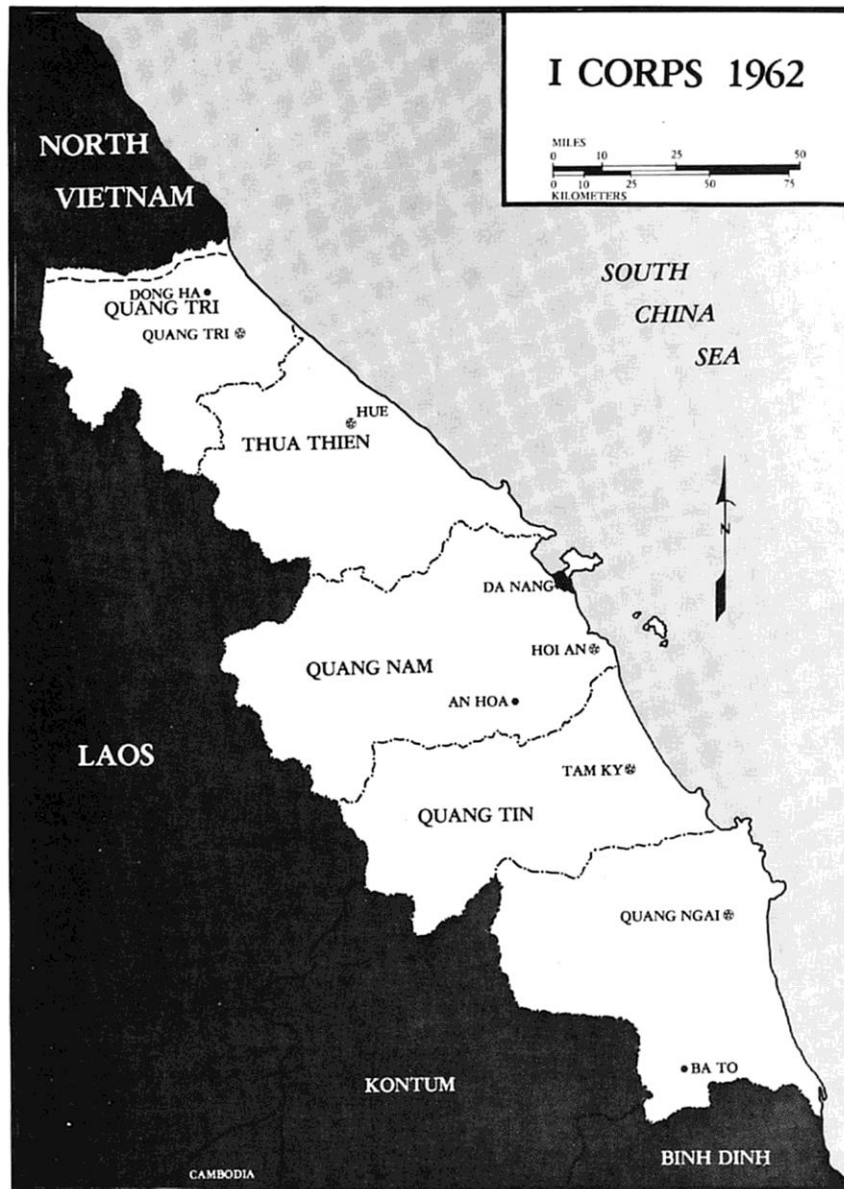 I CORPS 1962
MILES
0 10 25 50
0 10 25 50 75
KILOMETERS
NORTH
VIETNAM
SOUTH
CHINA
SEA
DONG HA
QUANG TRI
QUANG TRI
HUE
THUA THIEN
N
DA NANG
HOI AN
QUANG NAM
AN HOA
LAOS
TAM KY
QUANG TIN
QUANG NGAI
BA TO
KONTUM
BINH DINH
CAMBODIA